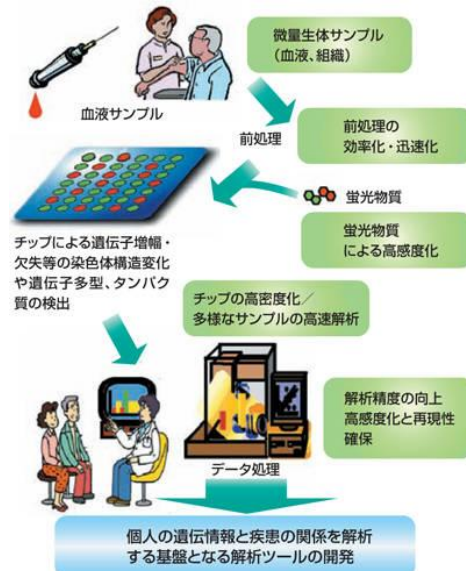 微量生体サンプル
（血液、組織）
血液サンプル
前処理
前処理の
効率化・迅速化
蛍光物質
蛍光物質
による高感度化
チップによる遺伝子増幅・
欠失等の染色体構造変化
や遺伝子多型、タンパク
質の検出
チップの高密度化／
多様なサンプルの高速解析
解析精度の向上
高感度化と再現性
確保
データ処理
個人の遺伝情報と疾患の関係を解析
する基盤となる解析ツールの開発